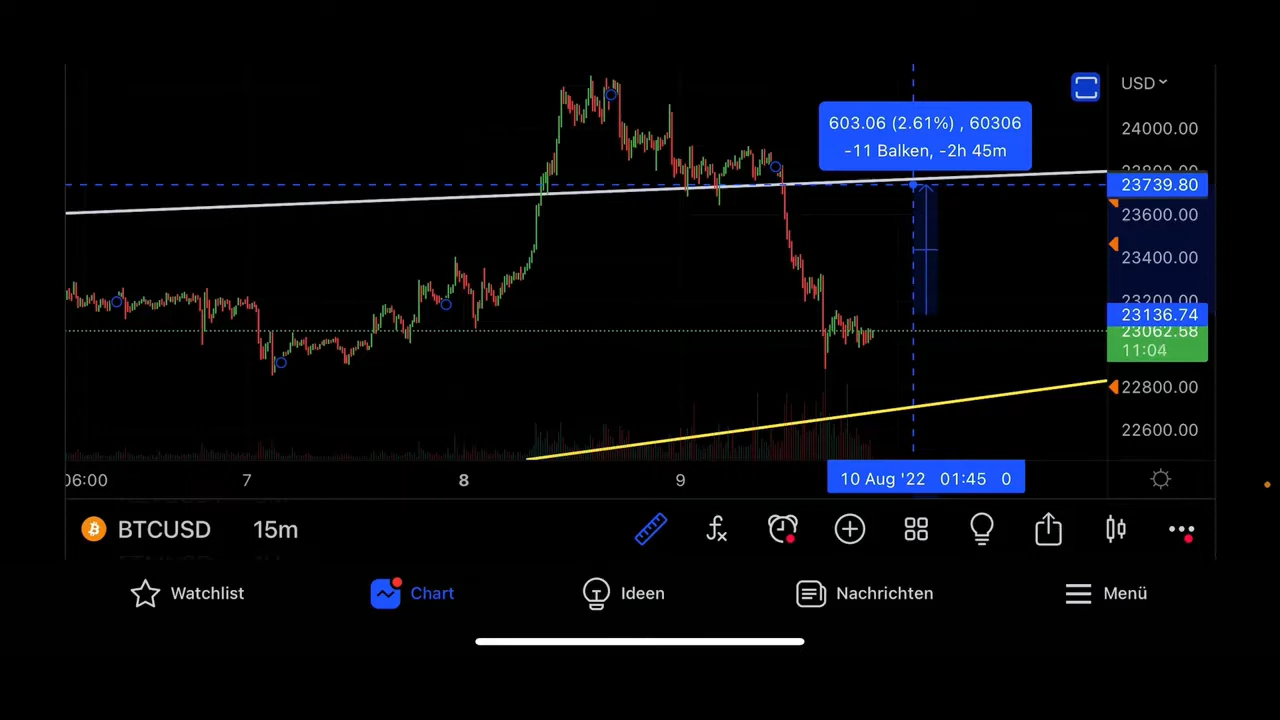 USD
24000.00
603.06 (2.61%) , 60306
-11 Balken, -2h 45m
23739.80
23600.00
23400.00
23200.00
23136.74
23062.58
11:04
22800.00
22600.00
06:00 7 8 9 10 Aug '22 01:45 0
BTCUSD 15m
Watchlist Chart Ideen Nachrichten Menü